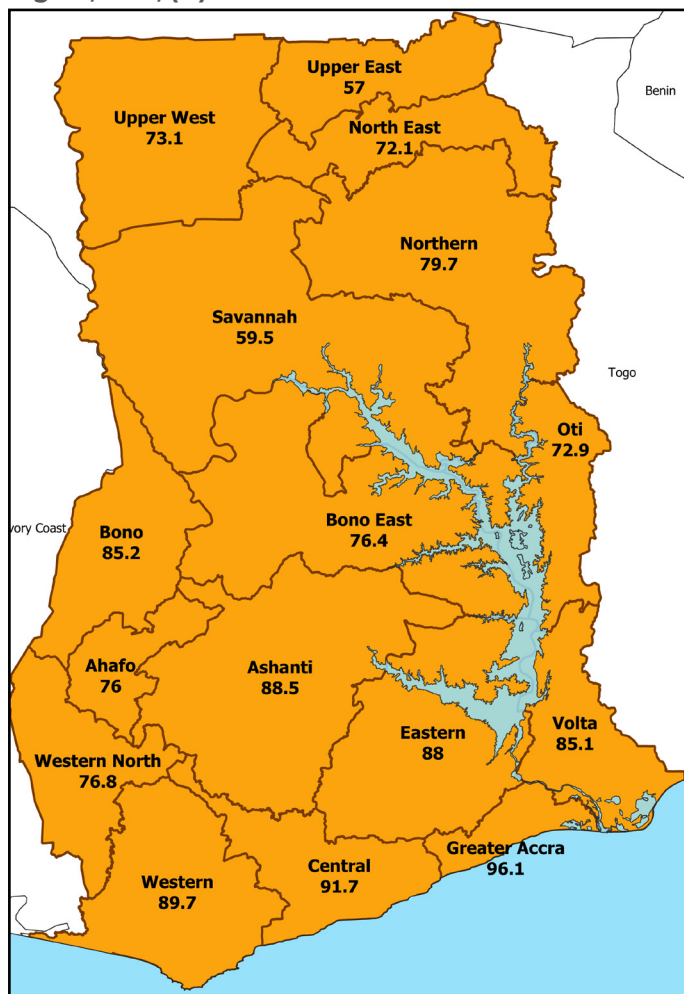 Upper East
57
Benin
Upper West
73.1
North East
72.1
Northern
79.7
Savannah
59.5
Togo
Oti
72.9
Bono East
76.4
vory Coast
Bono
85.2
Ahafo
76
Ashanti
88.5
Eastern
88
Volta
85.1
Western North
76.8
Greater Accra
96.1
Central
91.7
Western
89.7